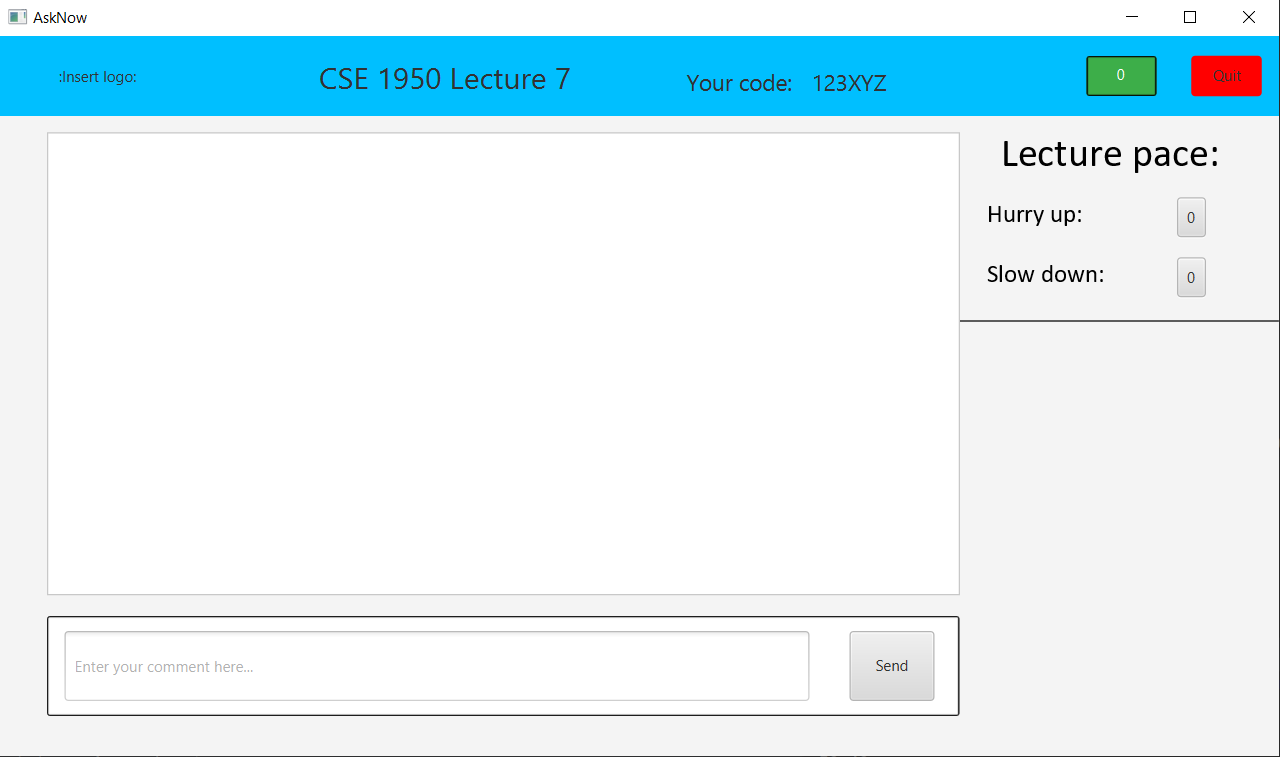 AskNow
:Insert logo:
CSE 1950 Lecture 7
Your code: 123XYZ
0
Quit
Lecture pace:
Hurry up: 0
Slow down: 0
Enter your comment here...
Send